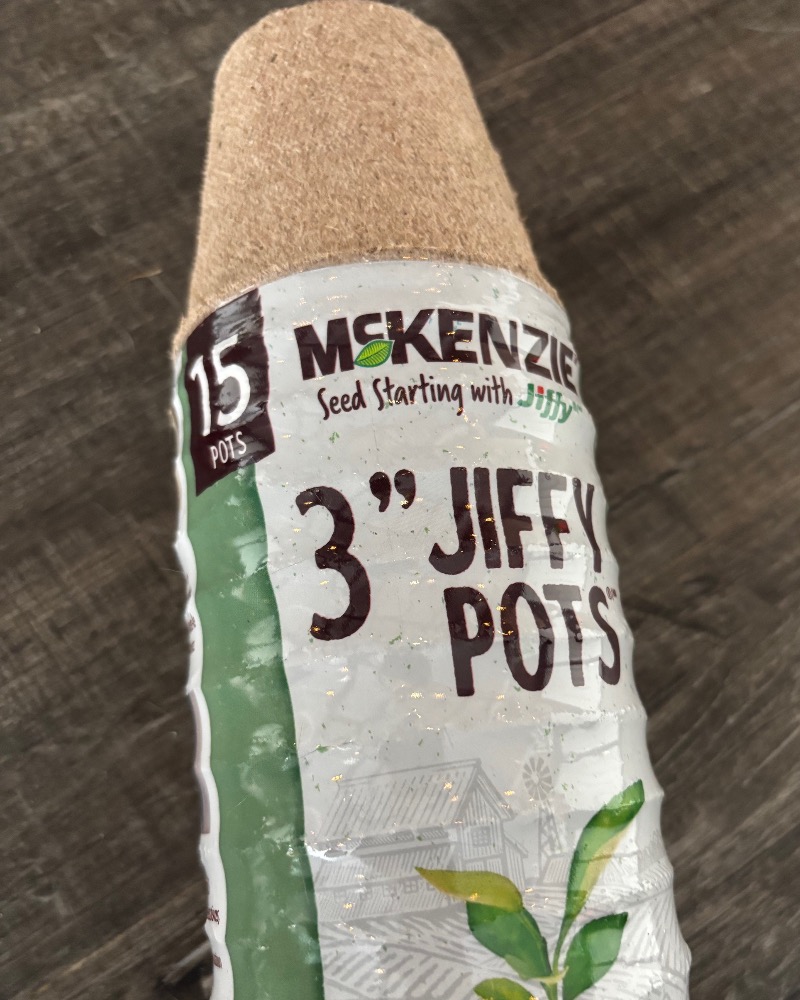 15
POTS
McKENZIE
Seed Starting with Jiffy
3” JIFFY
POTS